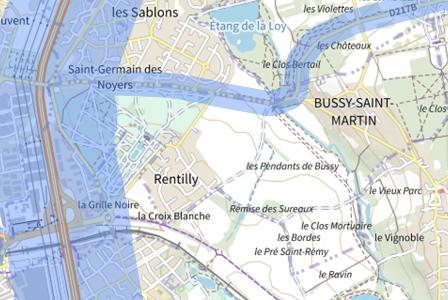 les Sablons
les Violettes
D217B
uvent
Étang de la Loy
les Châteaux
Saint-Germain des
Noyers
le Clos Bertail
BUSSY-SAINT-
MARTIN
le Clos
les Pendants de Bussy
Rentilly
le Vieux Parc
la Grille Noire
la Croix Blanche
Remise des Sureaux
le Clos Martuaire
les Bordes
le Vignoble
le Pré Saint-Rémy
le Ravin